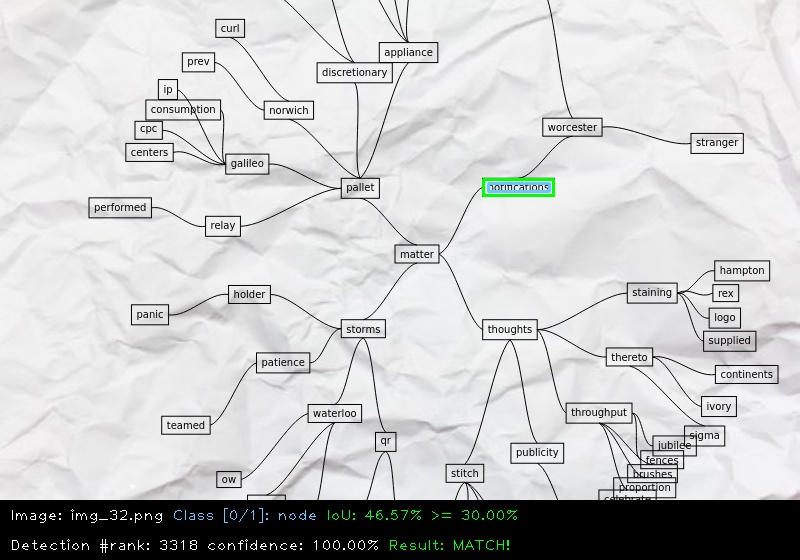 curl
appliance
prev
discretionary
ip
consumption
norwich
cpc
worcester
stranger
centers
galileo
pallet
notifications
performed
relay
matter
hampton
holder
staining
rex
panic
logo
storms
thoughts
supplied
patience
thereto
continents
ivory
waterloo
throughput
teamed
sigma
qr
jubilee
publicity
fences
stitch
brushes
ow
proportion
celebrate
Image: img_32.png Class [0/1]: node IoU: 46.57% >= 30.00%
Detection #rank: 3318 confidence: 100.00% Result: MATCH!